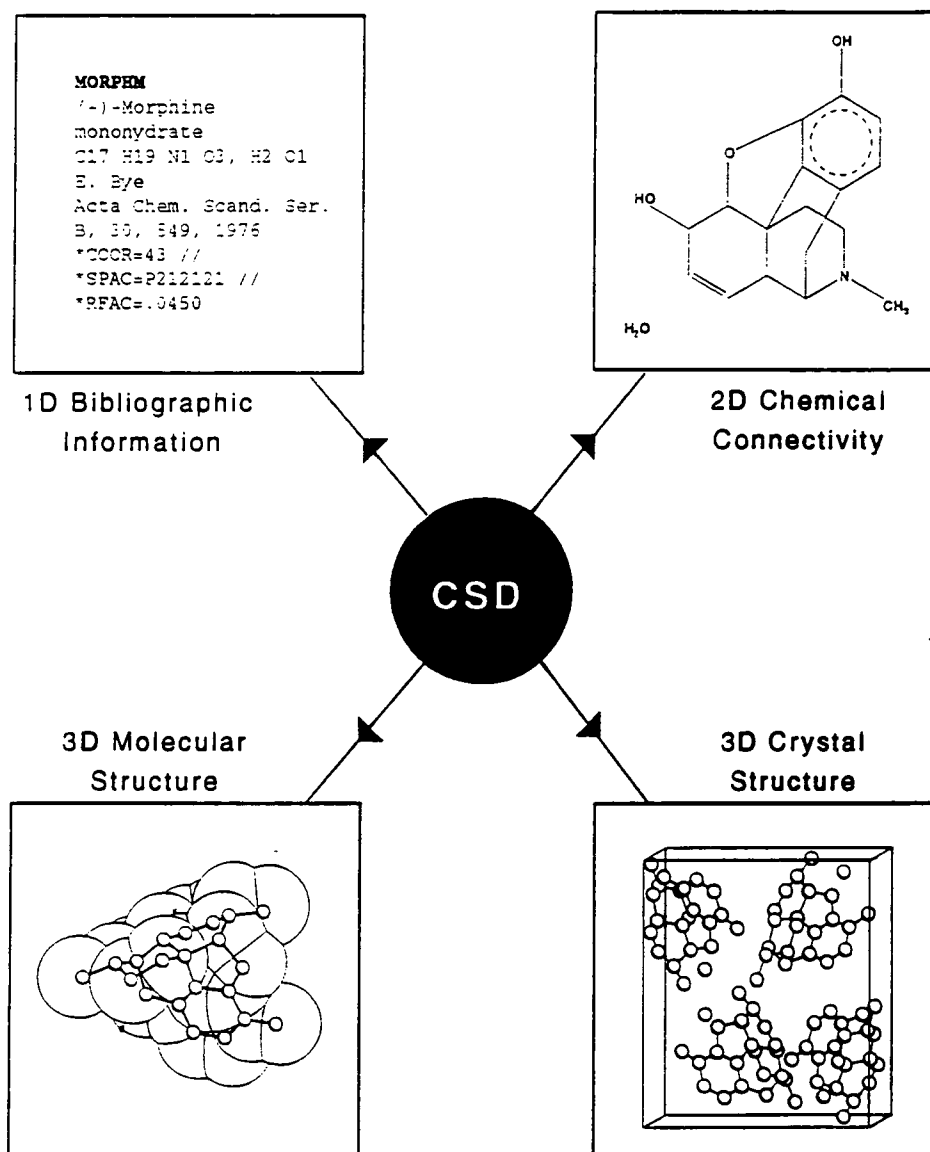 MORPHM
(-)-Morphine
monohydrate
C17 H19 N1 O3, H2 O1
E. Bye
Acta Chem. Scand. Ser.
B, 30, 549, 1976
*COOR=43 //
*SPAC=P212121 //
*RFAC=.0450
OH
O
HO
N
CH3
H2O
1D Bibliographic
Information
2D Chemical
Connectivity
CSD
3D Molecular
Structure
3D Crystal
Structure